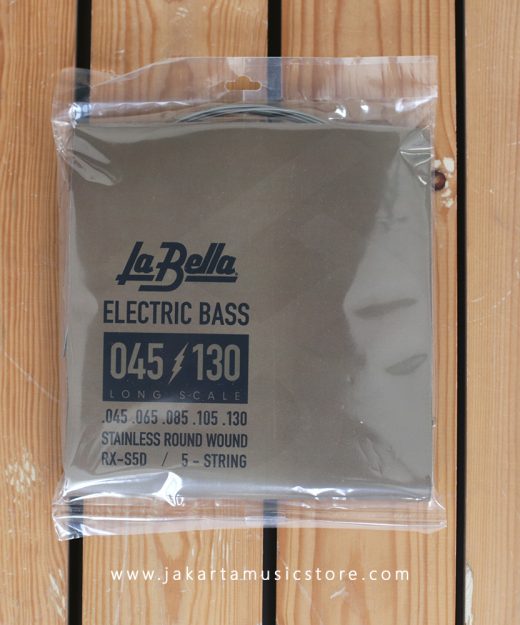 La Bella
ELECTRIC BASS
045 130
LONG SCALE
.045 .065 .085 .105 .130
STAINLESS ROUND WOUND
RX-S5D / 5 - STRING
www.jakartamusicstore.com